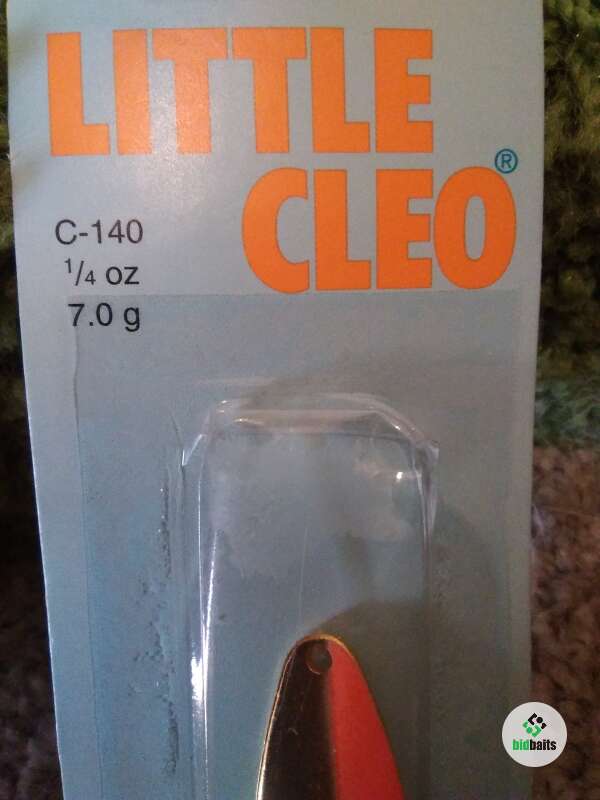 LITTLE
CLEO®
C-140
1/4 oz
7.0 g
bidbaits